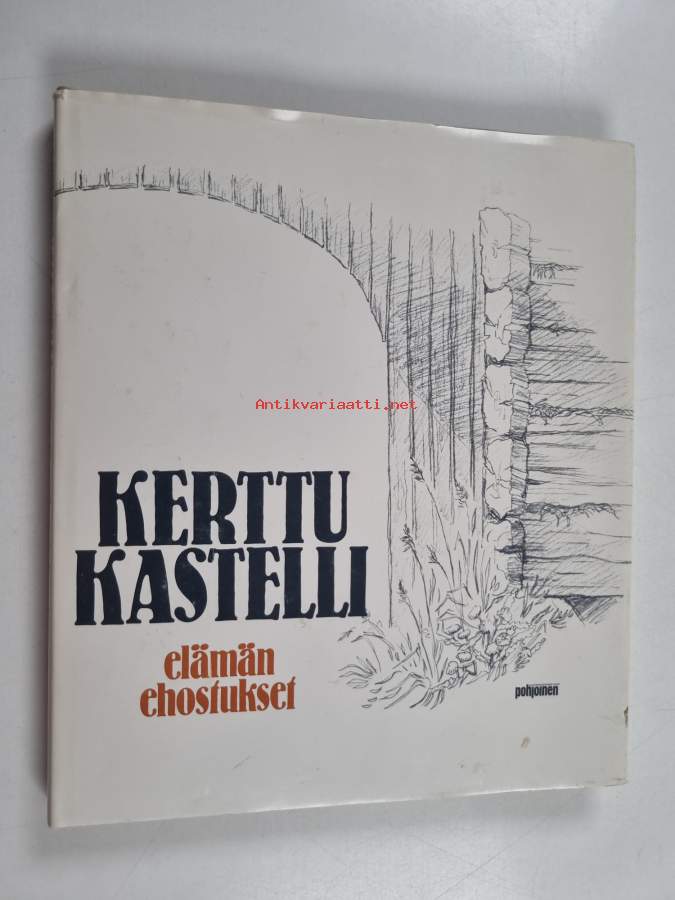 Antikvariaatti.net
KERTTU
KASTELLI
elämän
ehostukset
pohjoinen